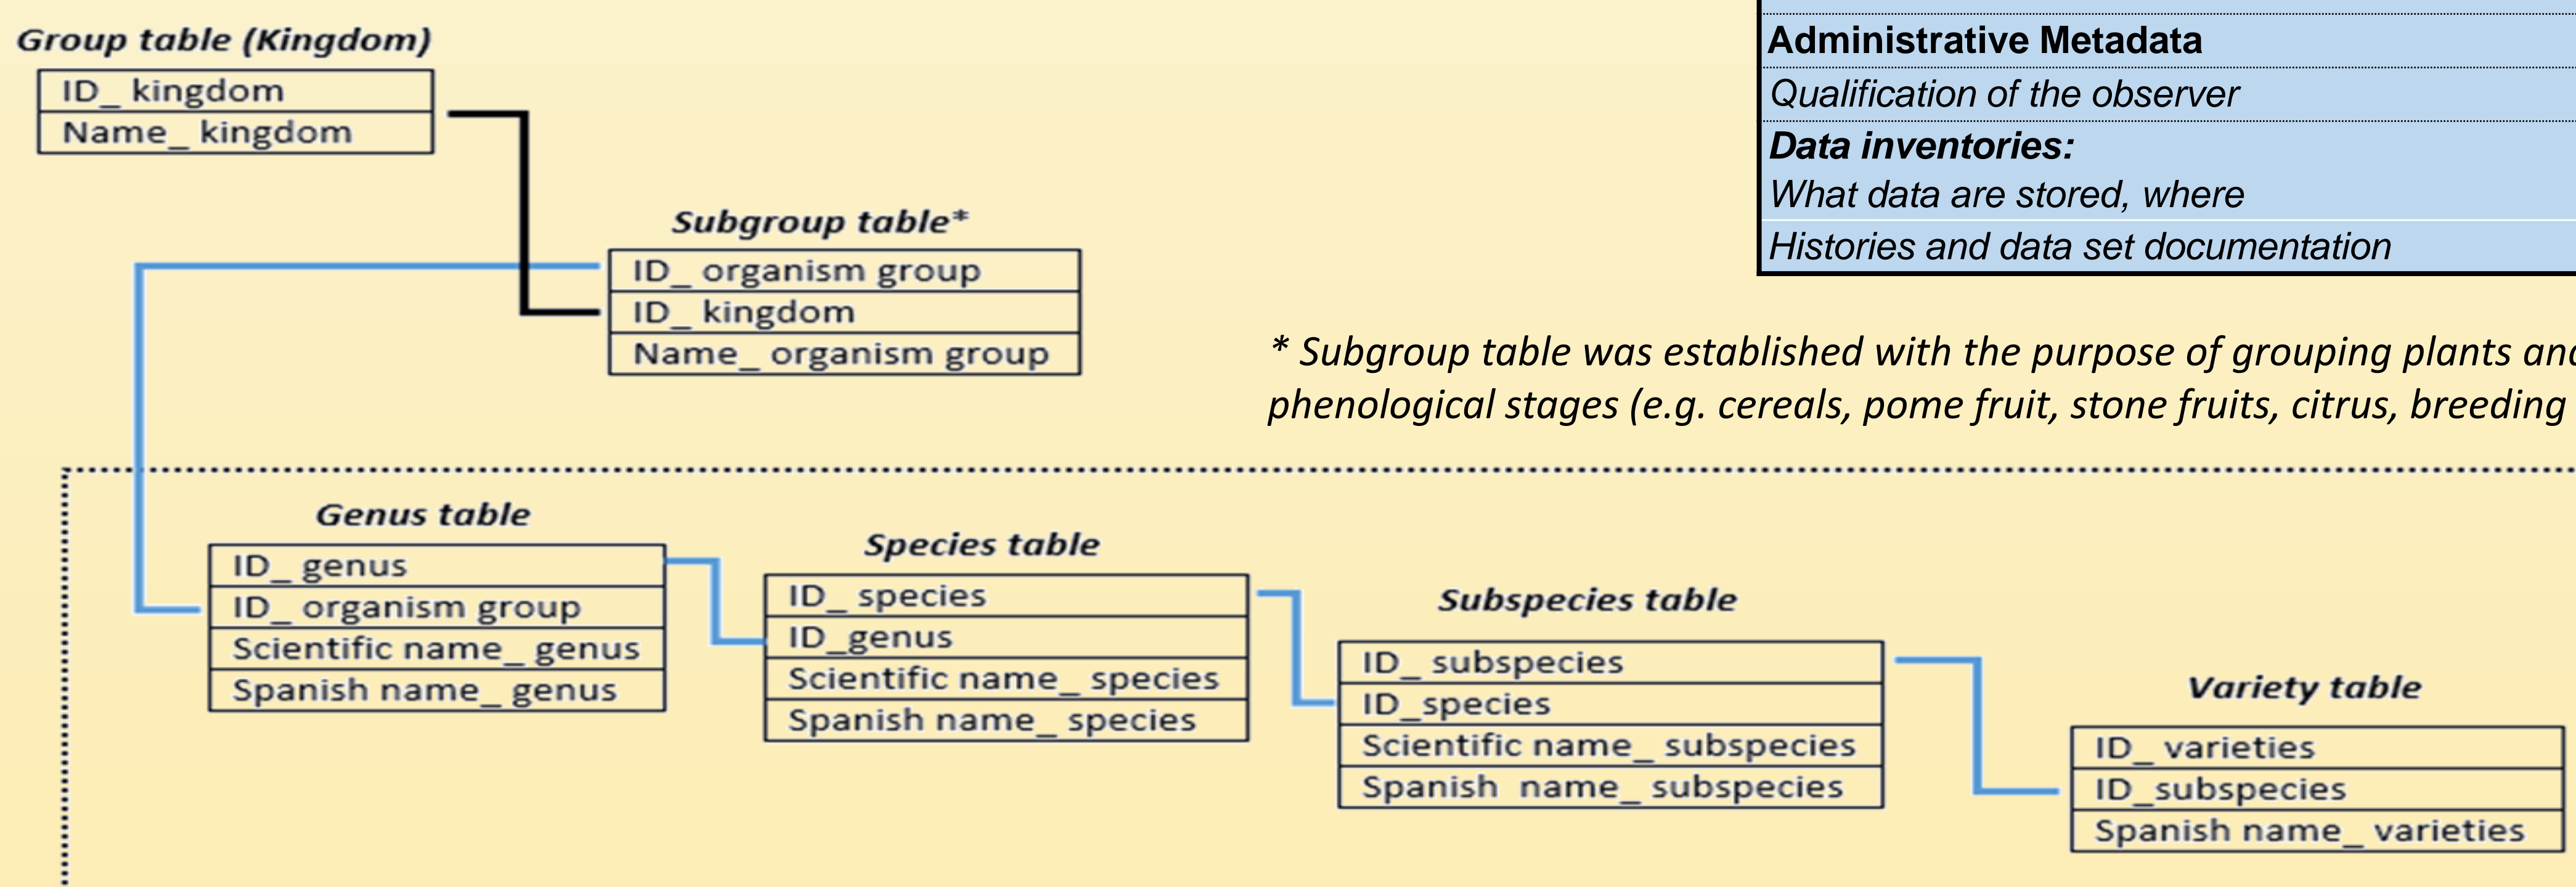 Group table (Kingdom)
ID_ kingdom
Name_ kingdom
Subgroup table*
ID_ organism group
ID_ kingdom
Name_ organism group
Administrative Metadata
Qualification of the observer
Data inventories:
What data are stored, where
Histories and data set documentation
* Subgroup table was established with the purpose of grouping plants and
phenological stages (e.g. cereals, pome fruit, stone fruits, citrus, breeding
Genus table
ID_ genus
ID_ organism group
Scientific name_ genus
Spanish name_ genus
Species table
ID_ species
ID_genus
Scientific name_ species
Spanish name_ species
Subspecies table
ID_ subspecies
ID_species
Scientific name_ subspecies
Spanish  name_ subspecies
Variety table
ID_ varieties
ID_subspecies
Spanish name_ varieties